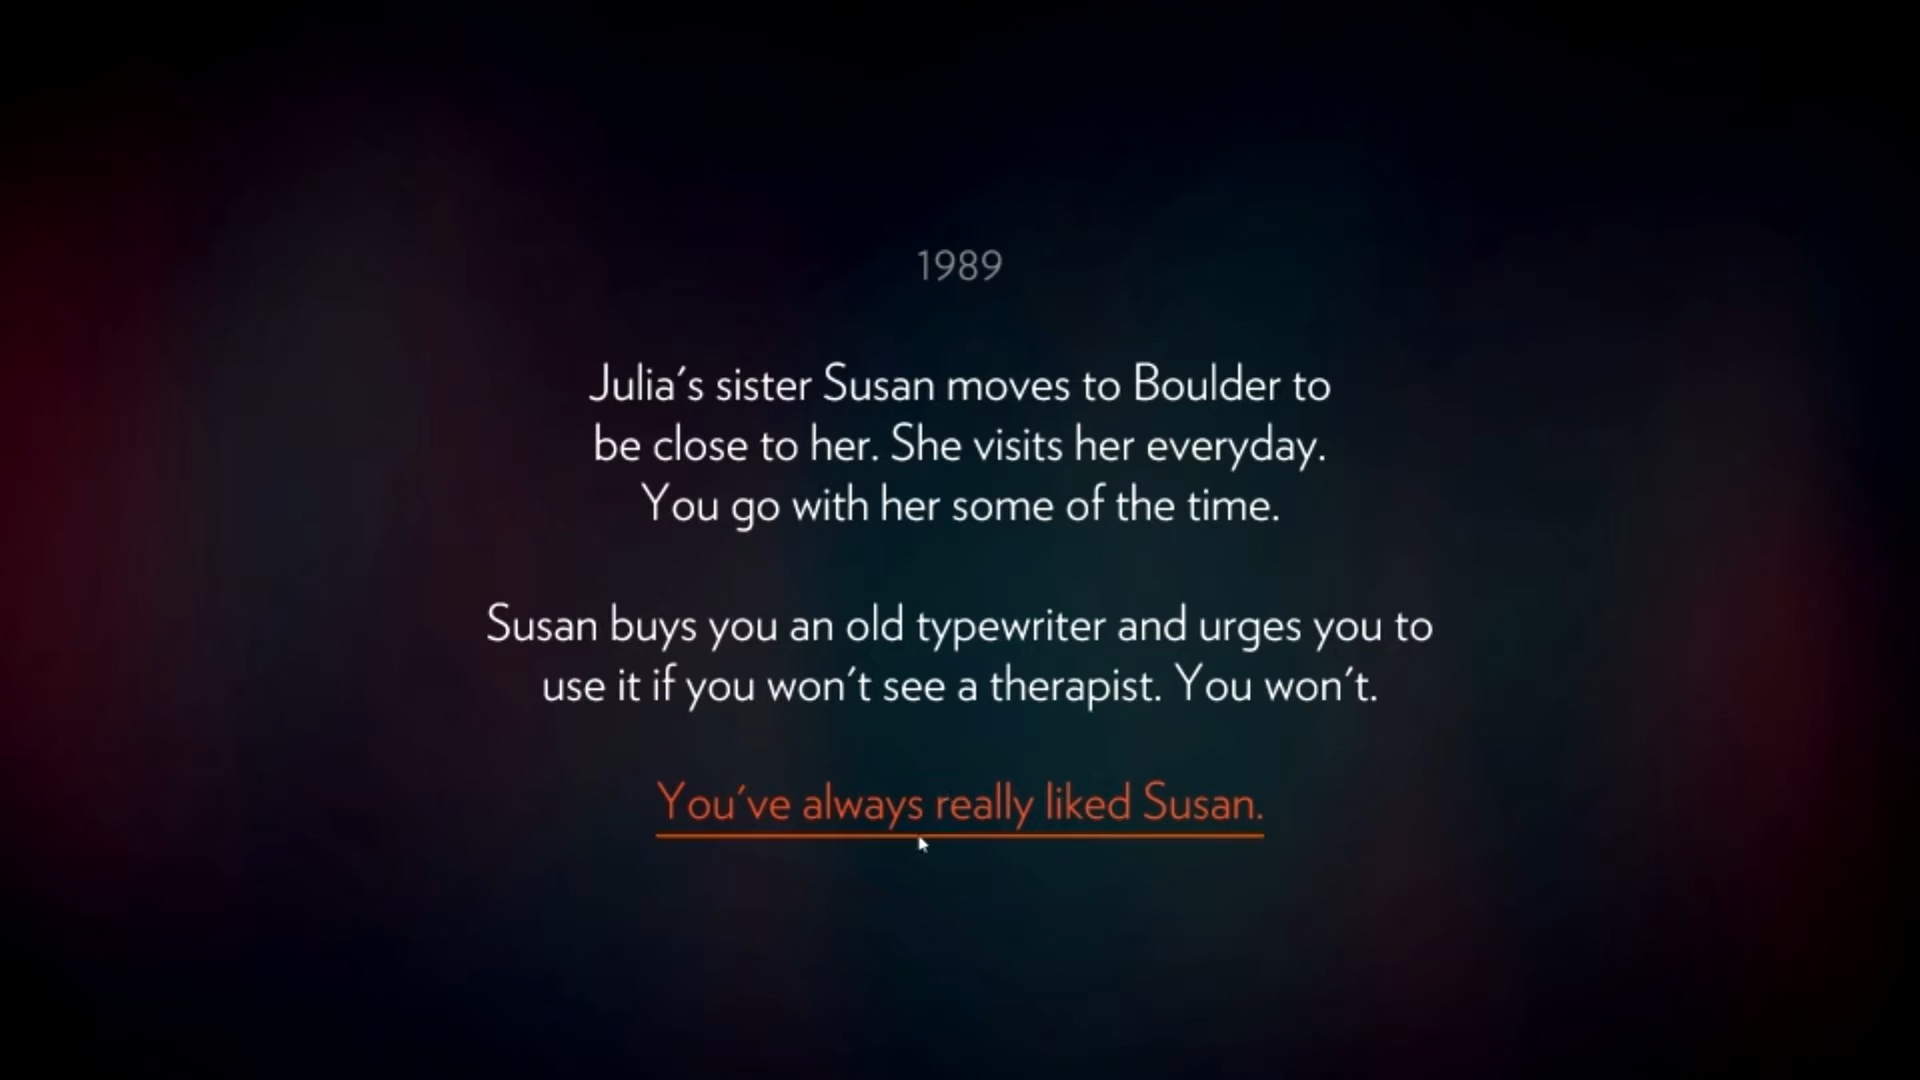 1989
Julia's sister Susan moves to Boulder to
be close to her. She visits her everyday.
You go with her some of the time.
Susan buys you an old typewriter and urges you to
use it if you won't see a therapist. You won't.
You've always really liked Susan.